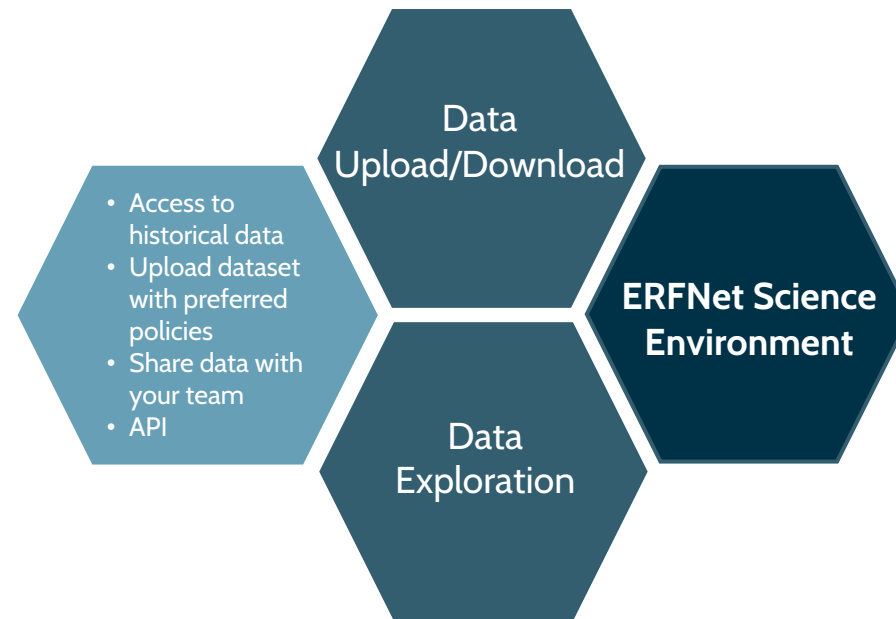 Data
Upload/Download
• Access to
historical data
• Upload dataset
with preferred
policies
• Share data with
your team
• API
ERFNet Science
Environment
Data
Exploration